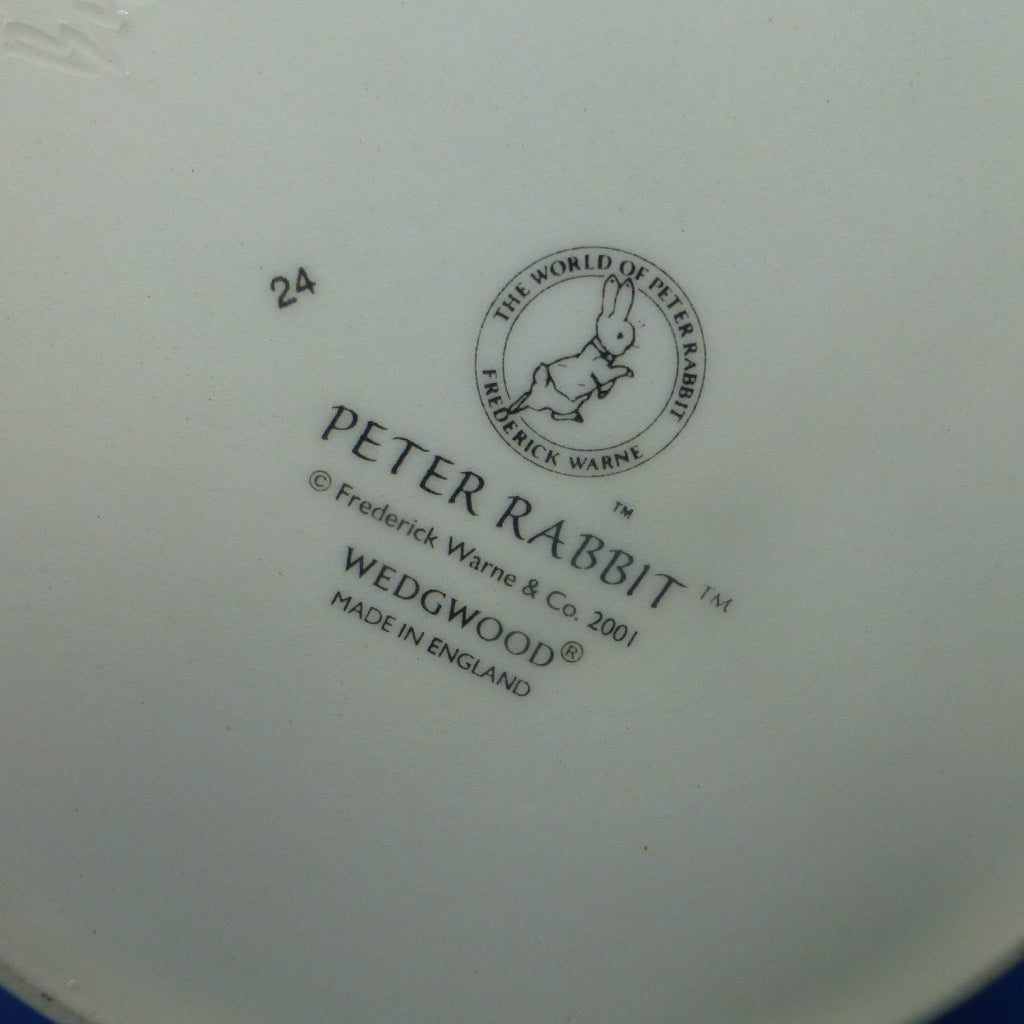 24
THE WORLD OF PETER RABBIT
FREDERICK WARNE
™
PETER RABBIT ™
© Frederick Warne & Co. 2001
WEDGWOOD®
MADE IN ENGLAND